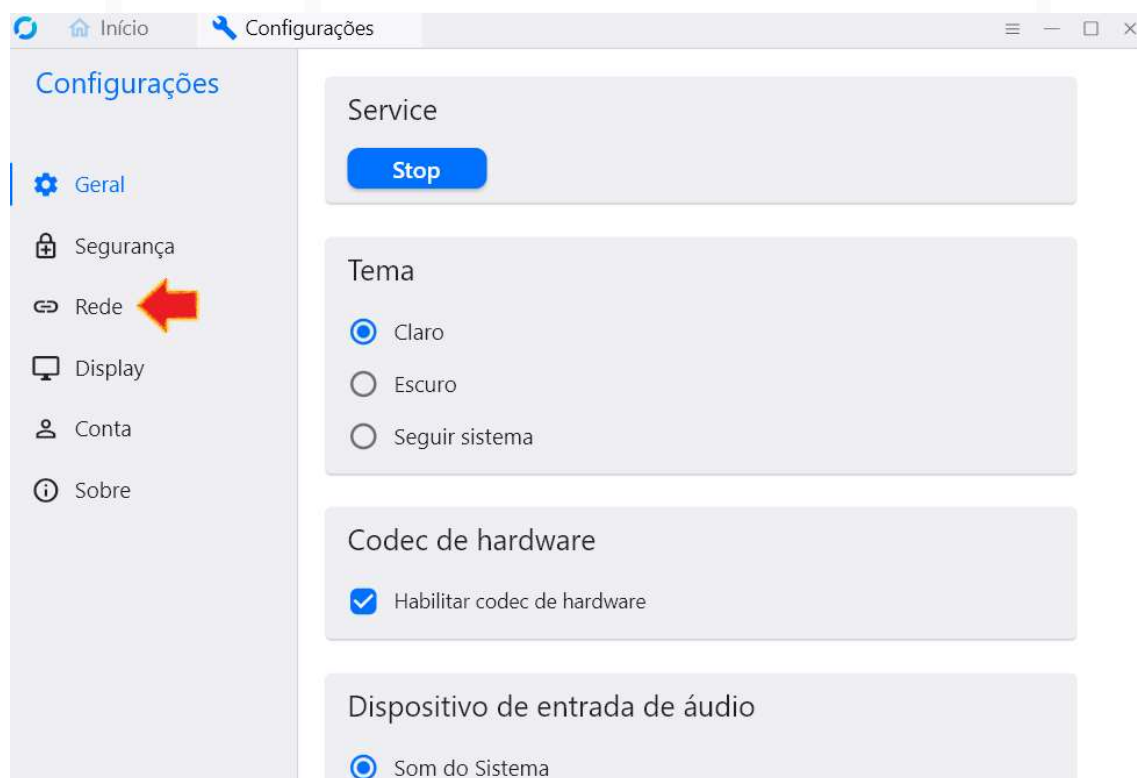 Início
Configurações
Configurações
Geral
Segurança
Rede
Display
Conta
Sobre
Service
Stop
Tema
Claro
Escuro
Seguir sistema
Codec de hardware
Habilitar codec de hardware
Dispositivo de entrada de áudio
Som do Sistema